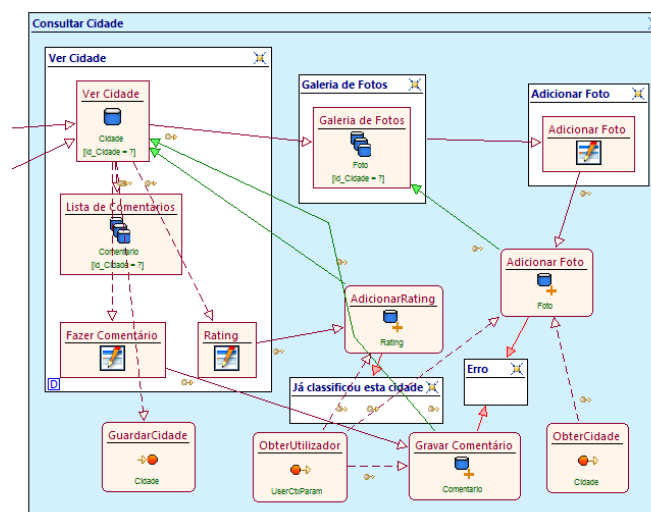 Consultar Cidade
Ver Cidade
Ver Cidade
Cidade
[Id_Cidade = ?]
Lista de Comentários
Comentario
[Id_Cidade = ?]
Fazer Comentário
Rating
D
Galeria de Fotos
Galeria de Fotos
Foto
[Id_Cidade = ?]
Adicionar Foto
Adicionar Foto
Adicionar Foto
Foto
AdicionarRating
Rating
Já classificou esta cidade
Erro
GuardarCidade
Cidade
ObterUtilizador
UserCtxParam
Gravar Comentário
Comentario
ObterCidade
Cidade